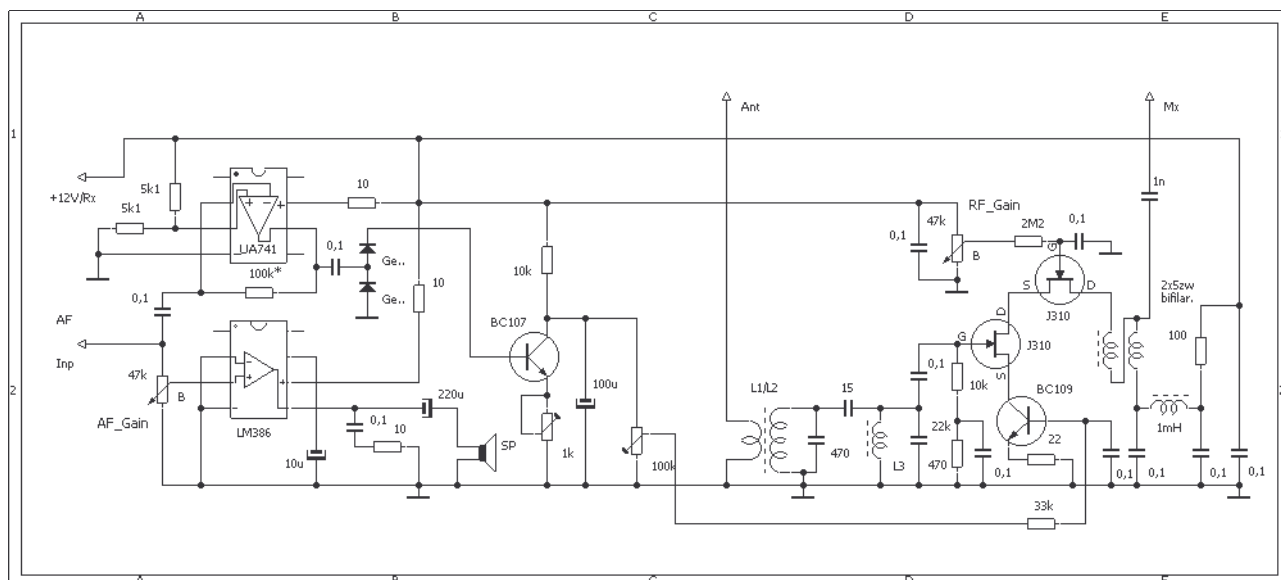 A B C D E
1
Ant
Mx
+12V/Rx
5k1
5k1
UA741
100k*
10
0,1
Ge..
Ge..
10
10k
RF_Gain
47k
B
0,1
2M2
0,1
G
S
D
J310
1n
2x5zw
bifilar.
100
0,1
AF
Inp
47k
B
AF_Gain
LM386
10u
0,1
10
220u
SP
BC107
1k
100u
100k
L1/L2
15
470
L3
470
0,1
G
D
S
J310
10k
22k
0,1
BC109
22
0,1
33k
1mH
0,1
0,1
0,1
2
2
A B C D E